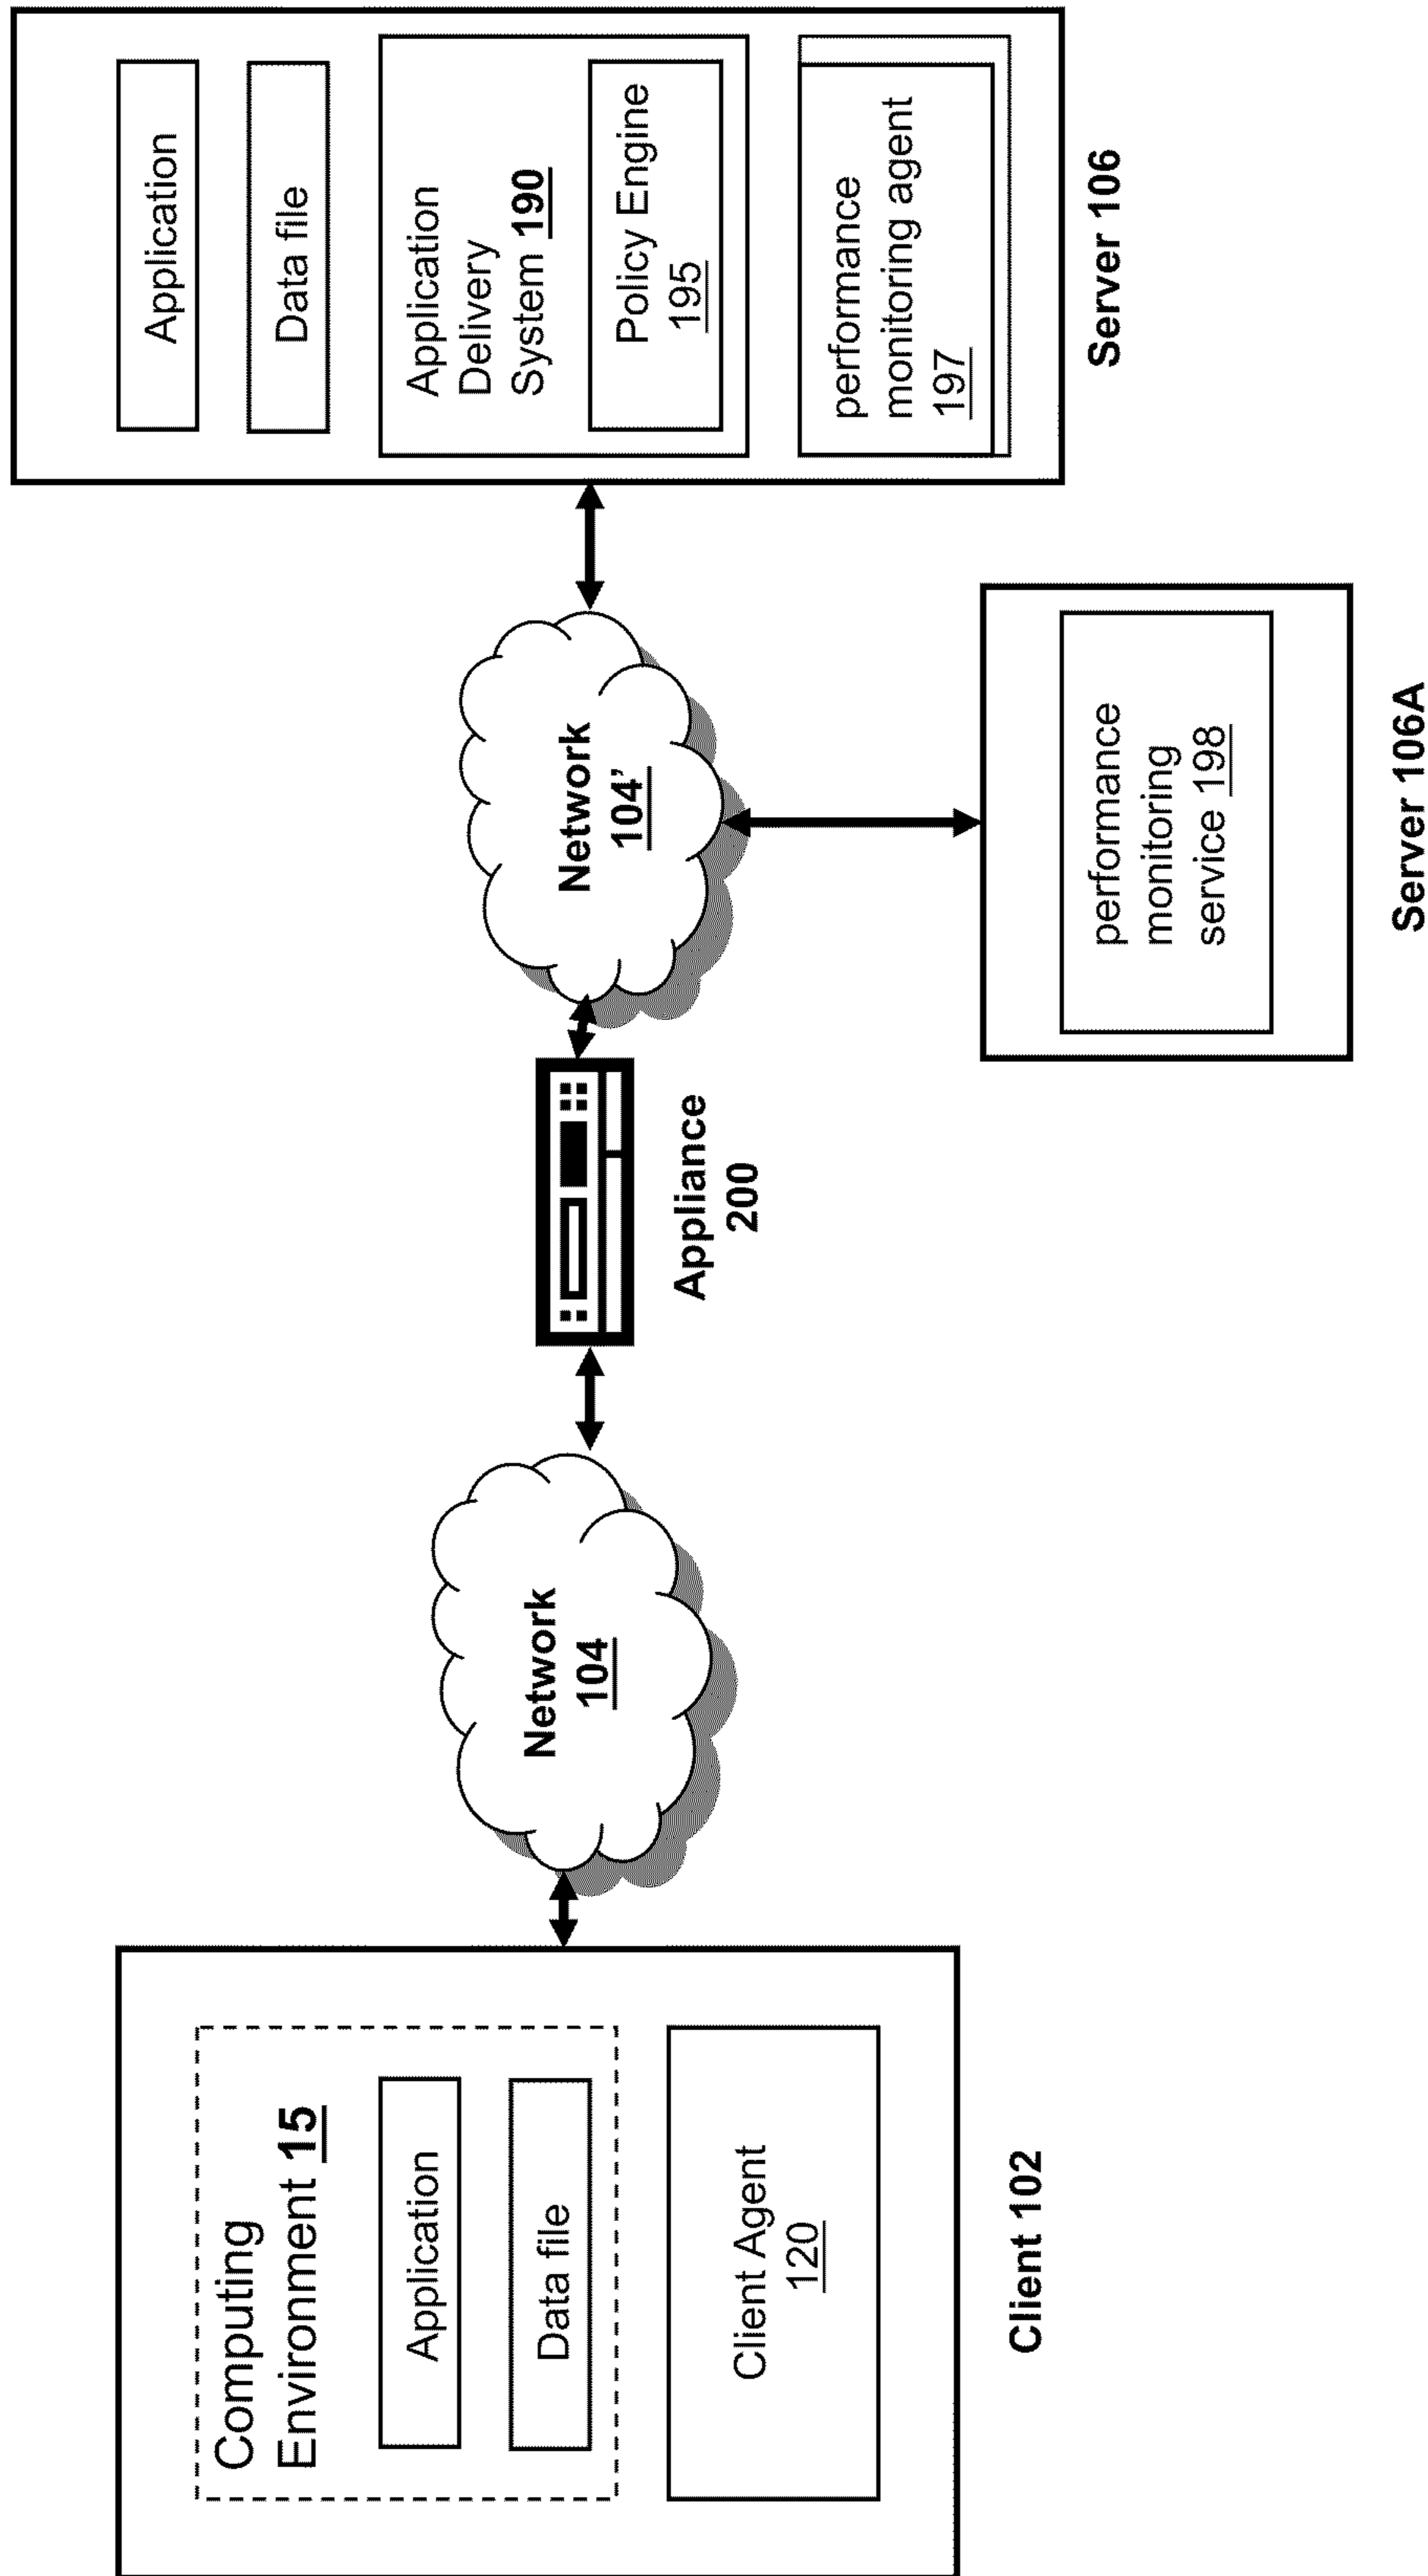 Computing
Environment 15
Application
Data file
Client Agent
120
Client 102
Network
104
Appliance
200
Network
104’
performance
monitoring
service 198
Server 106A
Application
Data file
Application
Delivery
System 190
Policy Engine
195
performance
monitoring agent
197
Server 106